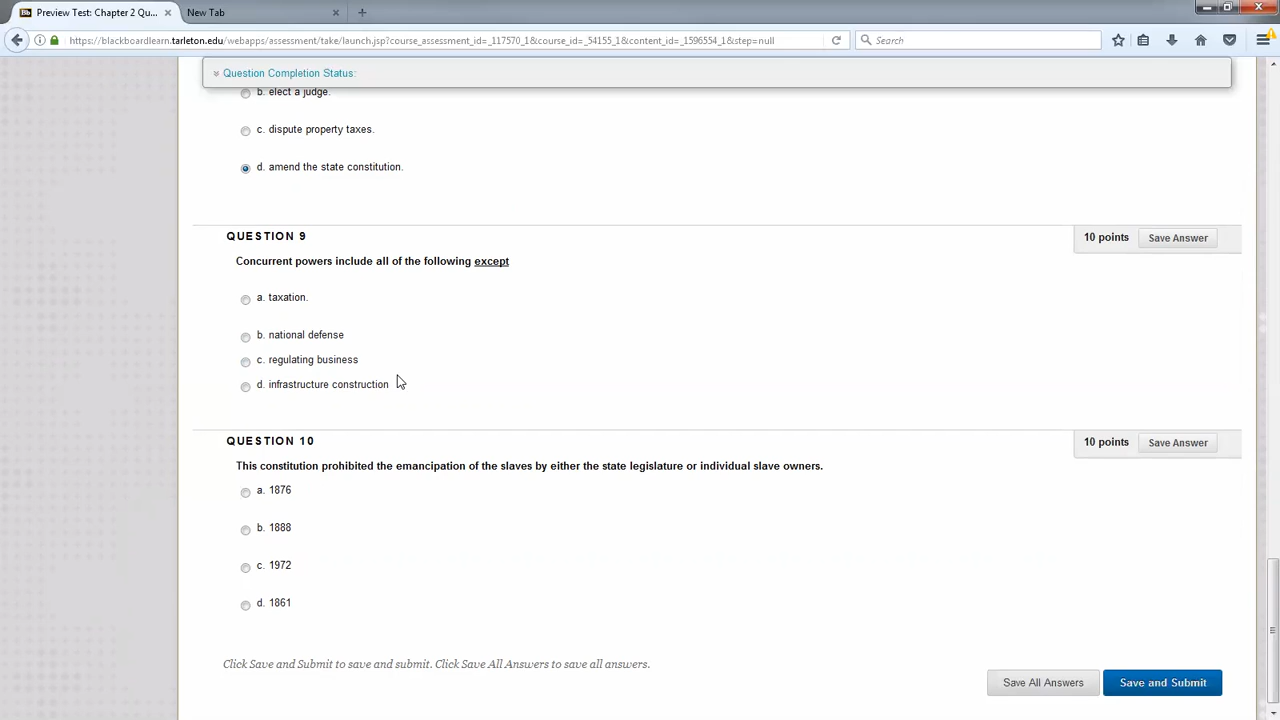 Preview Test: Chapter 2 Qu...
New Tab
https://blackboardlearn.tarleton.edu/webapps/assessment/take/launch.jsp?course_assessment_id=_117570_1&course_id=_54155_1&content_id=_1596554_1&step=null
Search
Question Completion Status:
b. elect a judge.
c. dispute property taxes.
d. amend the state constitution.
QUESTION 9
10 points
Save Answer
Concurrent powers include all of the following except
a. taxation.
b. national defense
c. regulating business
d. infrastructure construction
QUESTION 10
10 points
Save Answer
This constitution prohibited the emancipation of the slaves by either the state legislature or individual slave owners.
a. 1876
b. 1888
c. 1972
d. 1861
Click Save and Submit to save and submit. Click Save All Answers to save all answers.
Save All Answers
Save and Submit